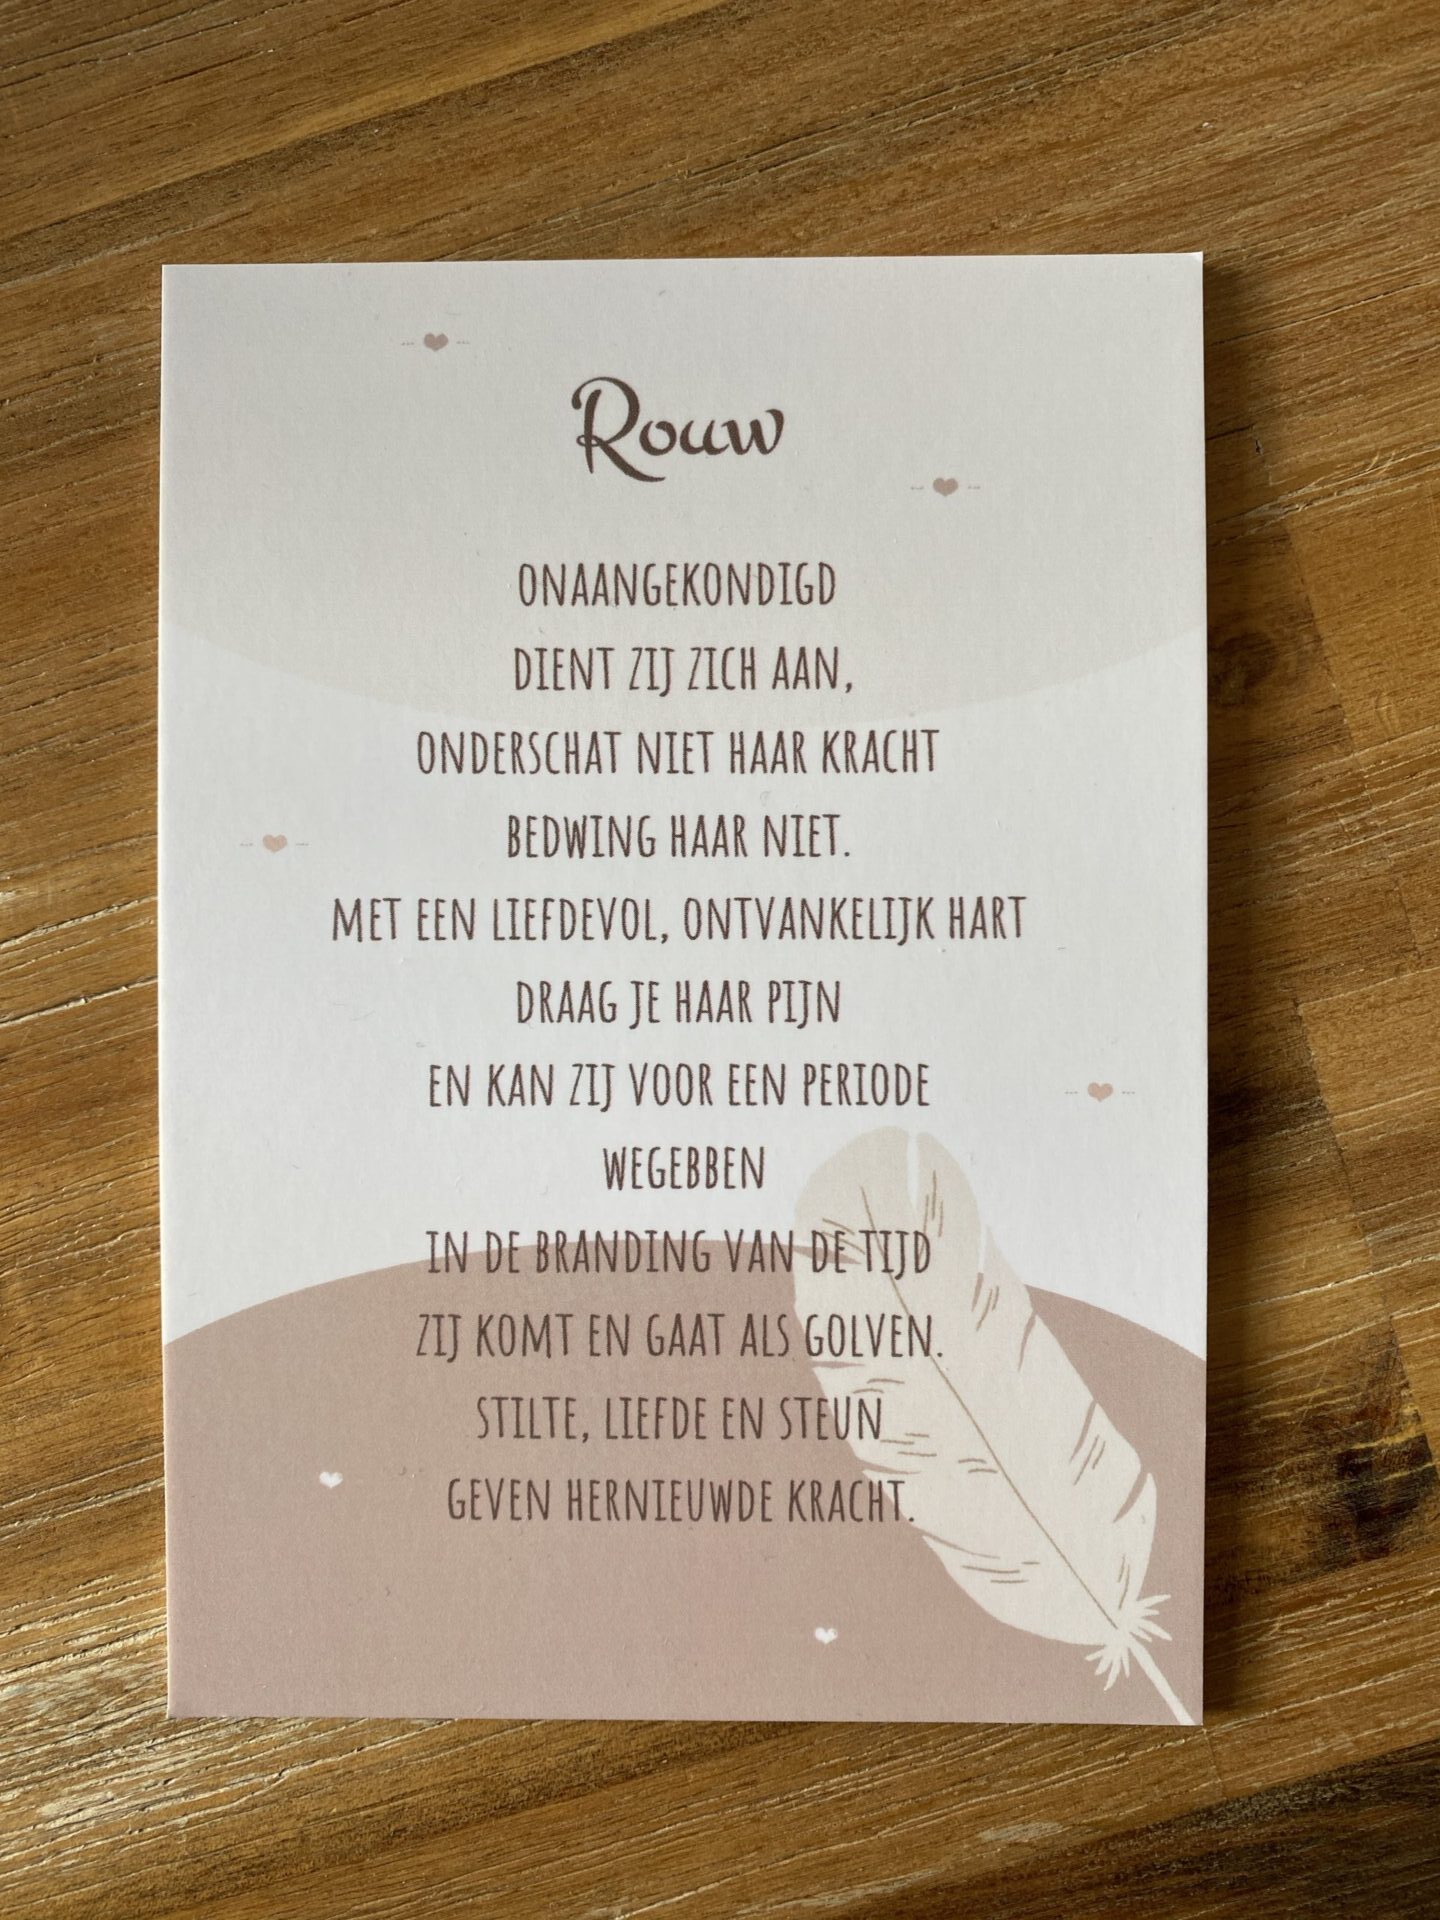 Rouw
ONAANGEKONDIGD
DIENT ZIJ ZICH AAN,
ONDERSCHAT NIET HAAR KRACHT
BEDWING HAAR NIET.
MET EEN LIEFDEVOL, ONTVANKELIJK HART
DRAAG JE HAAR PIJN
EN KAN ZIJ VOOR EEN PERIODE
WEGEBBEN
IN DE BRANDING VAN DE TIJD
ZIJ KOMT EN GAAT ALS GOLVEN.
STILTE, LIEFDE EN STEUN
GEVEN HERNIEUWDE KRACHT.